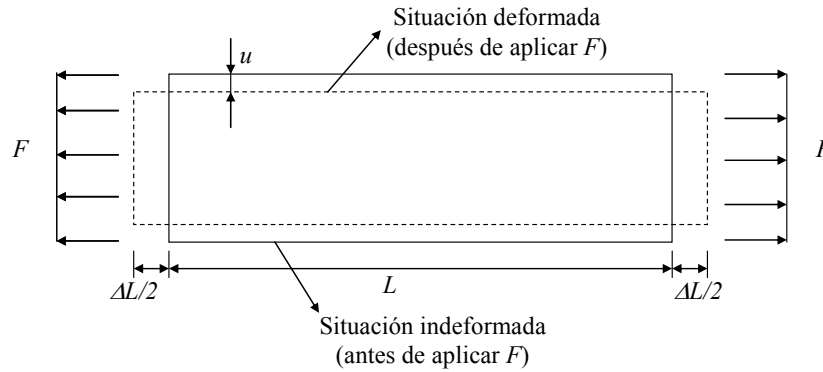 Situación deformada
(después de aplicar F)
u
F
ΔL/2
L
ΔL/2
Situación indeformada
(antes de aplicar F)